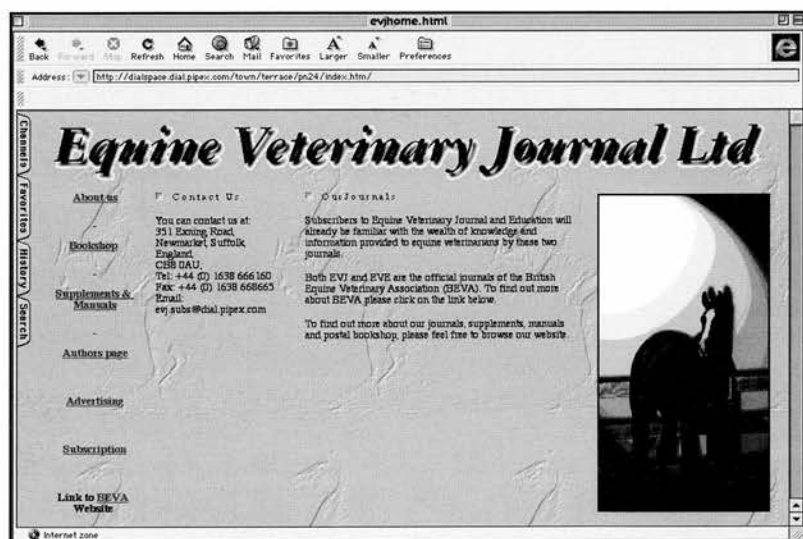 evjhome.html
Back Forward Stop Refresh Home Search Mail Favorites Larger Smaller Preferences
Address: http://dialspace.dial.pipex.com/town/terrace/pn24/index.htm/
Channels
Favorites
History
Search
Equine Veterinary Journal Ltd
About us
Bookshop
Supplements &
Manuals
Authors page
Advertising
Subscription
Link to BEVA
Website
Contact Us
You can contact us at:
351 Exning Road,
Newmarket, Suffolk,
England,
CB8 0AU,
Tel: +44 (0) 1638 666160
Fax: +44 (0) 1638 668665
Email:
evj.subs@dial.pipex.com
OurJournals
Subscribers to Equine Veterinary Journal and Education will
already be familiar with the wealth of knowledge and
information provided to equine veterinarians by these two
journals.
Both EVJ and EVE are the official journals of the British
Equine Veterinary Association (BEVA). To find out more
about BEVA please click on the link below.
To find out more about our journals, supplements, manuals
and postal bookshop, please feel free to browse our website.
Internet zone